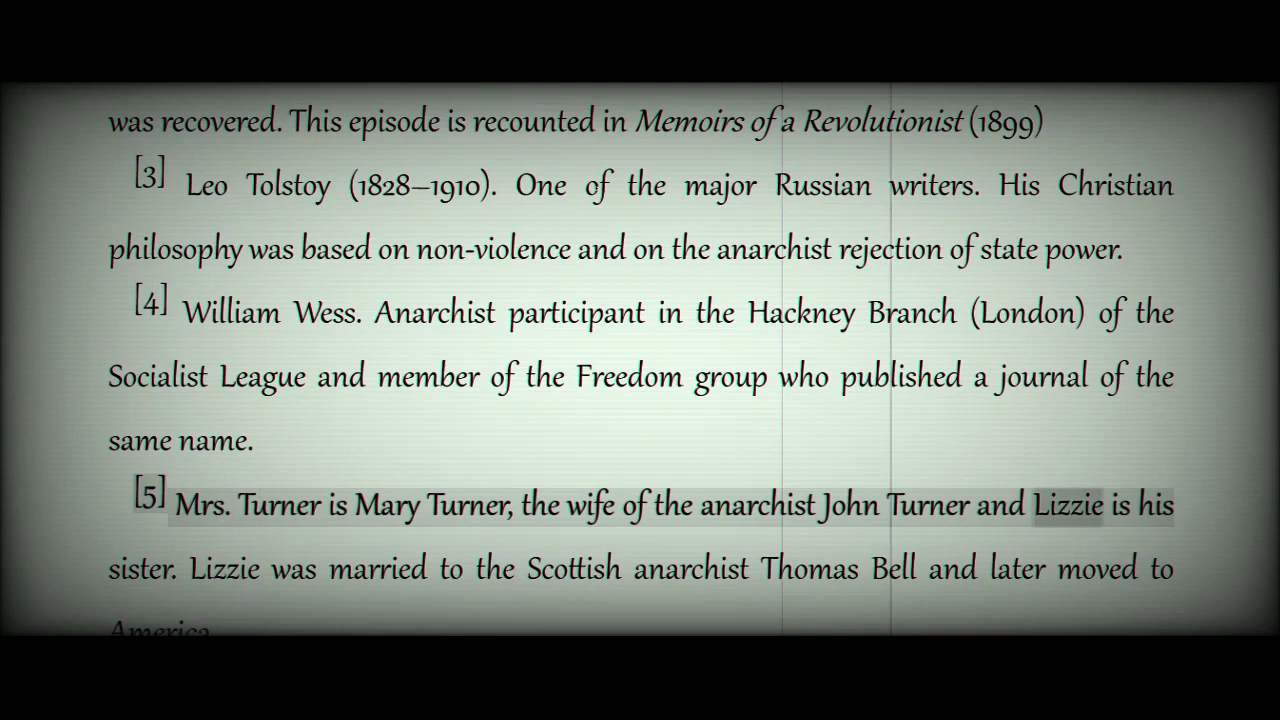 was recovered. This episode is recounted in Memoirs of a Revolutionist (1899)
[3] Leo Tolstoy (1828–1910). One of the major Russian writers. His Christian
philosophy was based on non-violence and on the anarchist rejection of state power.
[4] William Wess. Anarchist participant in the Hackney Branch (London) of the
Socialist League and member of the Freedom group who published a journal of the
same name.
[5] Mrs. Turner is Mary Turner, the wife of the anarchist John Turner and Lizzie is his
sister. Lizzie was married to the Scottish anarchist Thomas Bell and later moved to
America